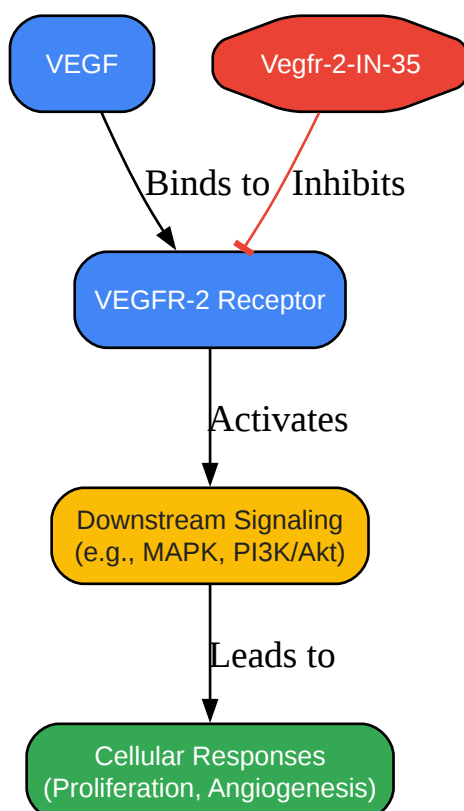 VEGF
Vegfr-2-IN-35
Binds to
Inhibits
VEGFR-2 Receptor
Activates
Downstream Signaling
(e.g., MAPK, PI3K/Akt)
Leads to
Cellular Responses
(Proliferation, Angiogenesis)